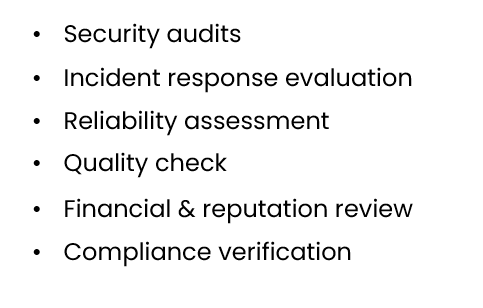 • Security audits
• Incident response evaluation
• Reliability assessment
• Quality check
• Financial & reputation review
• Compliance verification